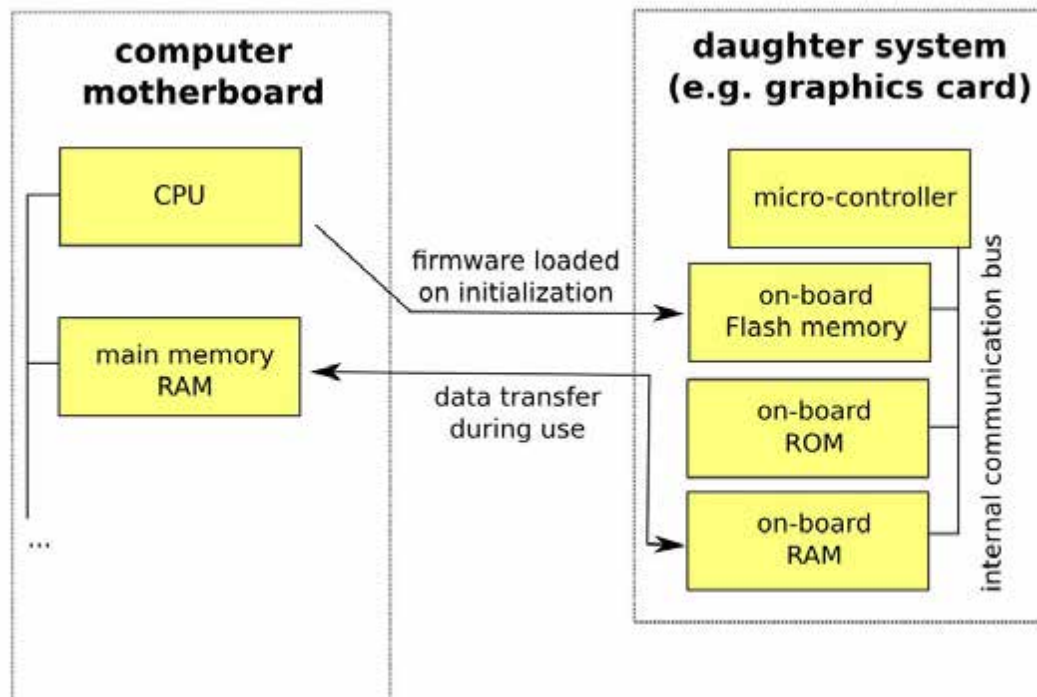 computer
motherboard
CPU
main memory
RAM
...
firmware loaded
on initialization
data transfer
during use
daughter system
(e.g. graphics card)
micro-controller
on-board
Flash memory
on-board
ROM
on-board
RAM
internal communication bus